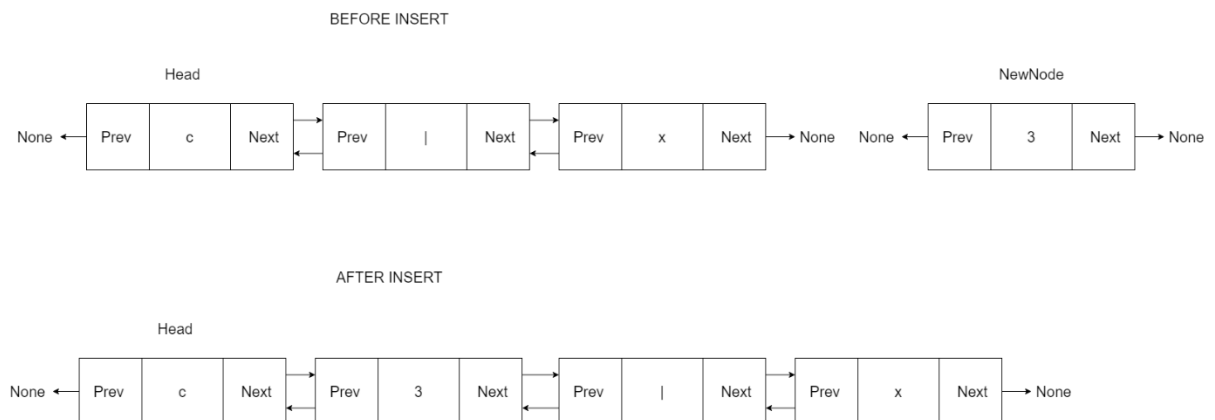 BEFORE INSERT
Head NewNode
None Prev c Next Prev | Next Prev x Next None None Prev 3 Next None
AFTER INSERT
Head
None Prev c Next Prev 3 Next Prev | Next Prev x Next None